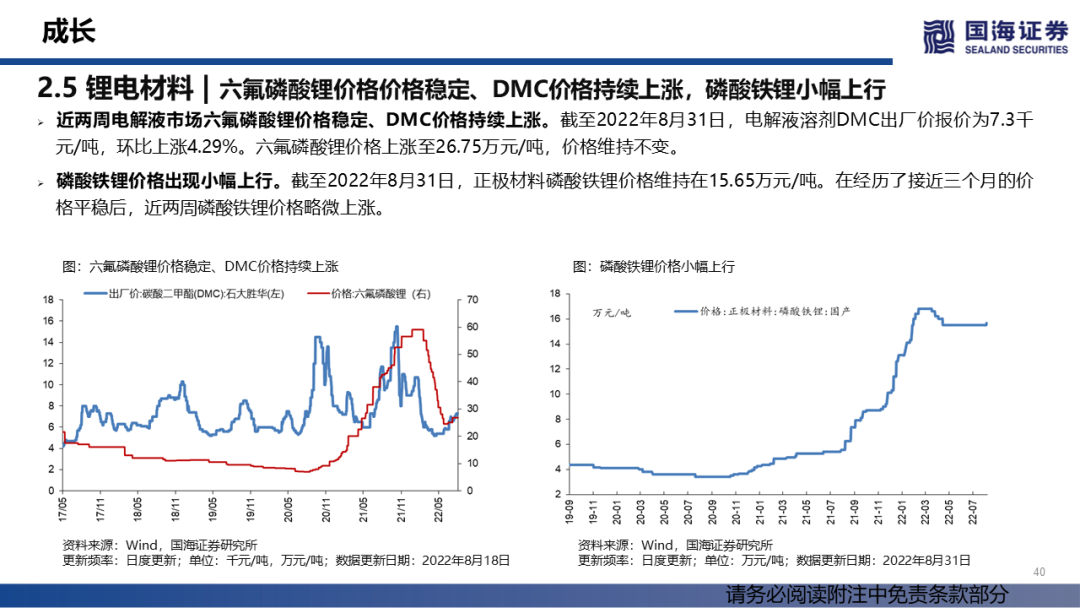 成长
国海证券
SEALAND SECURITIES
2.5 锂电材料 | 六氟磷酸锂价格价格稳定、DMC价格持续上涨，磷酸铁锂小幅上行
➢ 近两周电解液市场六氟磷酸锂价格稳定、DMC价格持续上涨。截至2022年8月31日，电解液溶剂DMC出厂价报价为7.3千
元/吨，环比上涨4.29%。六氟磷酸锂价格上涨至26.75万元/吨，价格维持不变。
➢ 磷酸铁锂价格出现小幅上行。截至2022年8月31日，正极材料磷酸铁锂价格维持在15.65万元/吨。在经历了接近三个月的价
格平稳后，近两周磷酸铁锂价格略微上涨。
图：六氟磷酸锂价格稳定、DMC价格持续上涨
出厂价:碳酸二甲酯(DMC):石大胜华(左) 价格:六氟磷酸锂（右）
18 70
16 60
14 50
12 40
10 30
8 20
6 10
4 0
2
0
17/05 17/11 18/05 18/11 19/05 19/11 20/05 20/11 21/05 21/11 22/05
资料来源：Wind，国海证券研究所
更新频率：日度更新；单位：千元/吨，万元/吨；数据更新日期：2022年8月18日
图：磷酸铁锂价格小幅上行
万元/吨 价格:正极材料:磷酸铁锂:国产
18
16
14
12
10
8
6
4
2
19-09 19-11 20-01 20-03 20-05 20-07 20-09 20-11 21-01 21-03 21-05 21-07 21-09 21-11 22-01 22-03 22-05 22-07
资料来源：Wind，国海证券研究所
更新频率：日度更新；单位：万元/吨；数据更新日期：2022年8月31日
40
请务必阅读附注中免责条款部分